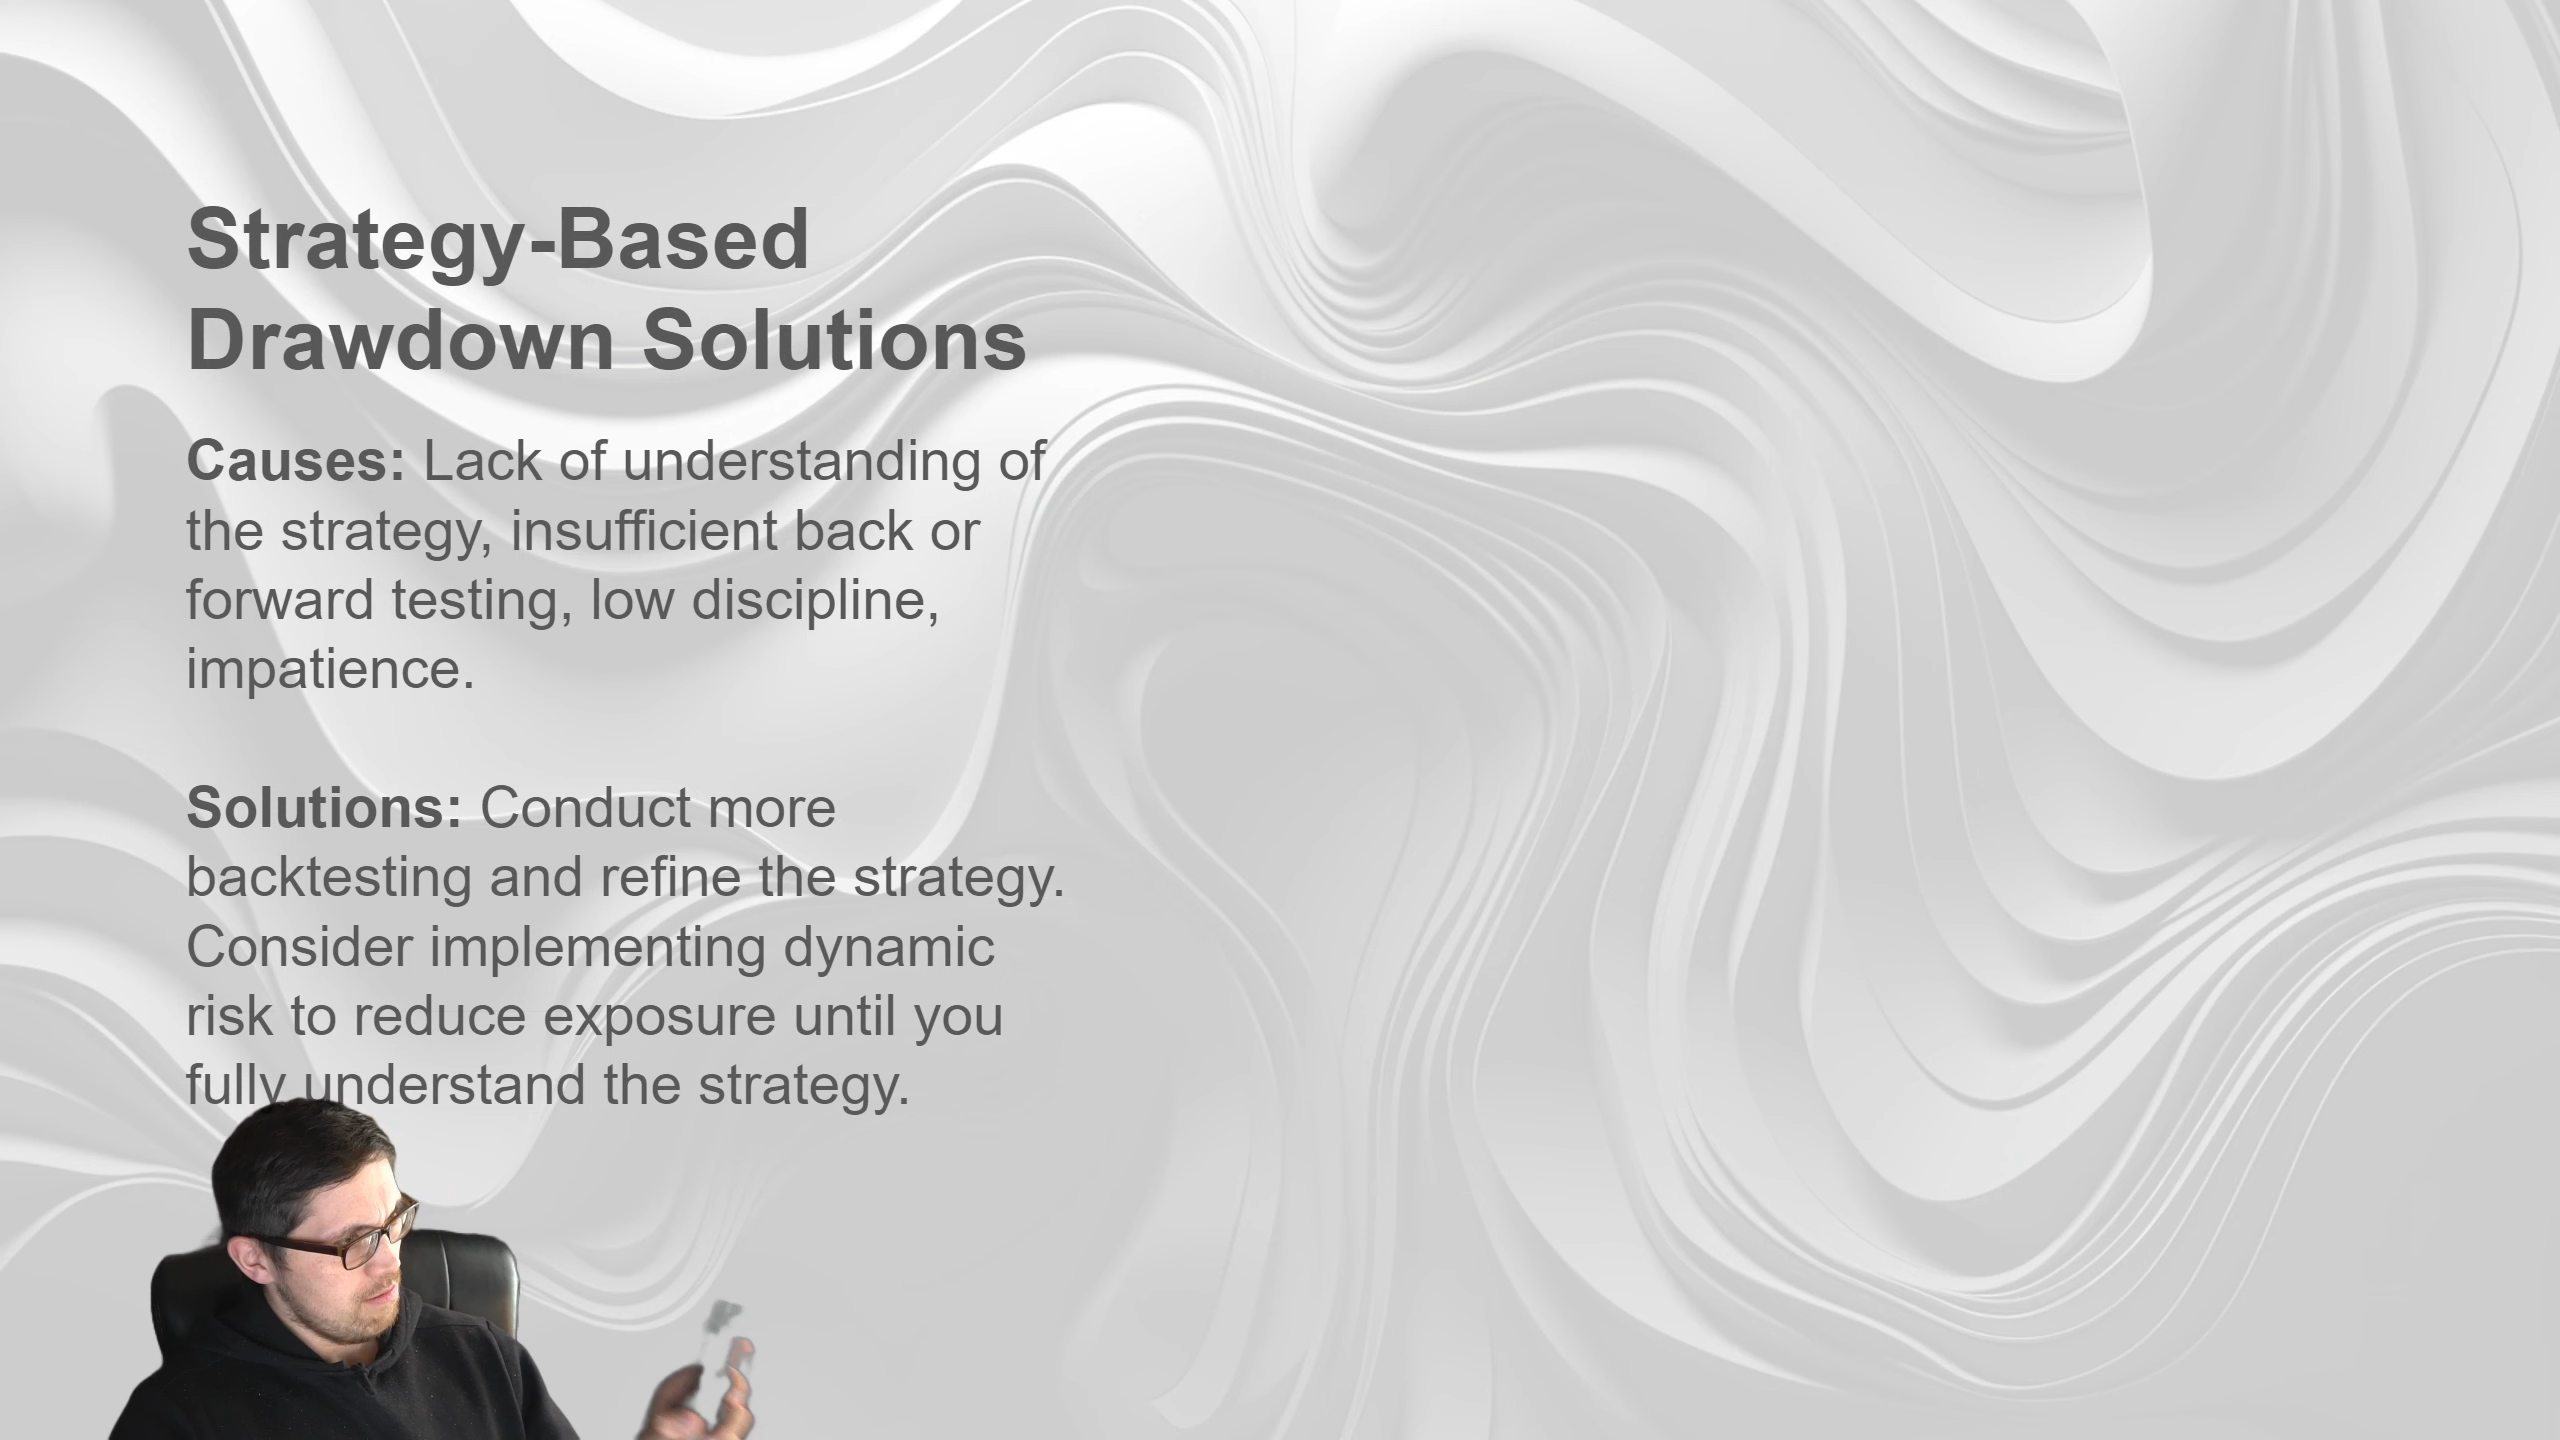 Strategy-Based
Drawdown Solutions
Causes: Lack of understanding of
the strategy, insufficient back or
forward testing, low discipline,
impatience.
Solutions: Conduct more
backtesting and refine the strategy.
Consider implementing dynamic
risk to reduce exposure until you
fully understand the strategy.